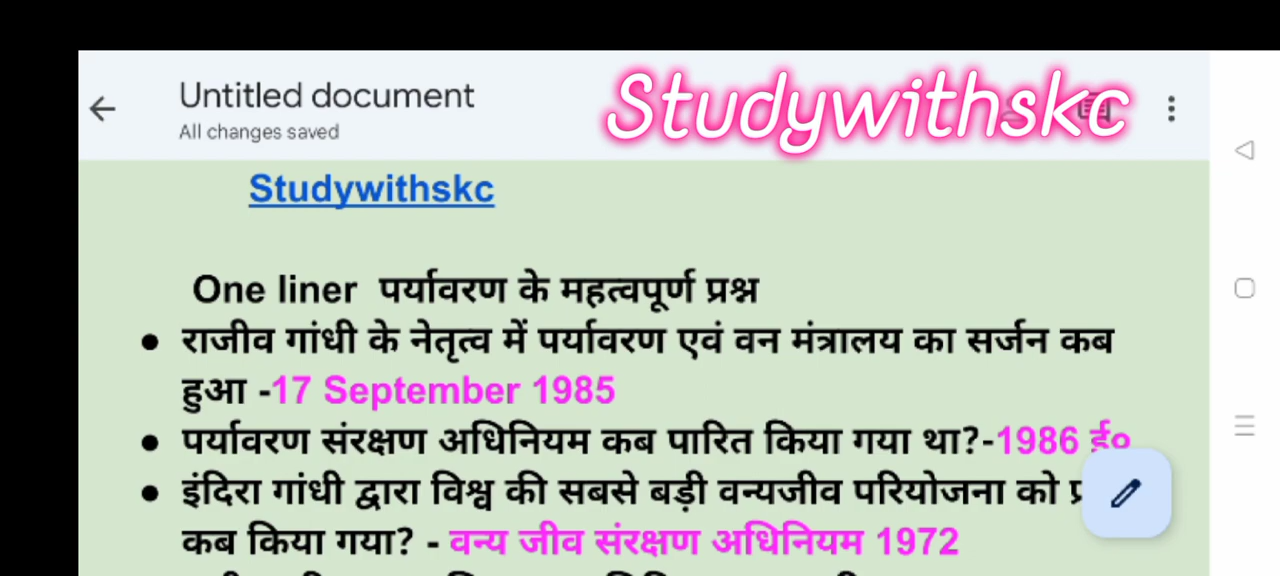 Untitled document
All changes saved
Studywithskc
Studywithskc
One liner पर्यावरण के महत्वपूर्ण प्रश्न
• राजीव गांधी के नेतृत्व में पर्यावरण एवं वन मंत्रालय का सर्जन कब
हुआ -17 September 1985
• पर्यावरण संरक्षण अधिनियम कब पारित किया गया था?-1986 ई०
• इंदिरा गांधी द्वारा विश्व की सबसे बड़ी वन्यजीव परियोजना को
कब किया गया? - वन्य जीव संरक्षण अधिनियम 1972